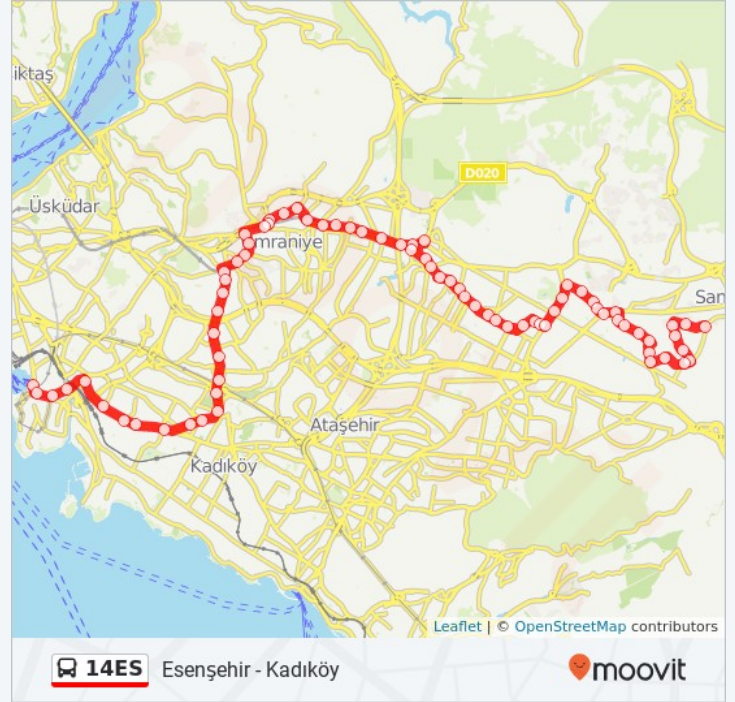 iktaş
D020
Üsküdar
mraniye
San
Ataşehir
Kadıköy
Leaflet | © OpenStreetMap contributors
14ES Esenşehir - Kadıköy
moovit